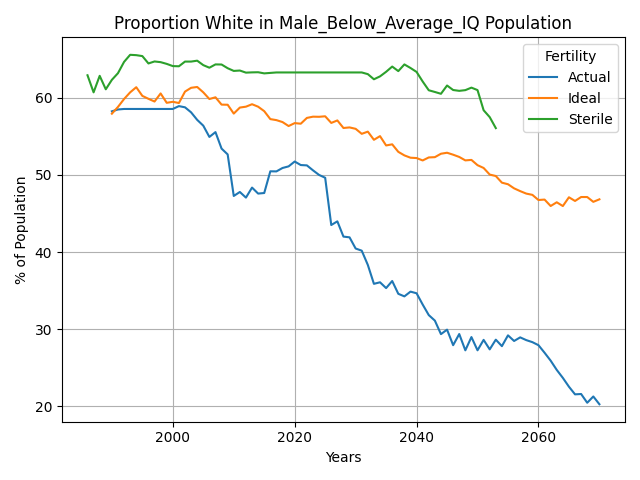 Proportion White in Male_Below_Average_IQ Population
Fertility
Actual
Ideal
Sterile
% of Population
60
50
40
30
20
2000
2020
2040
2060
Years